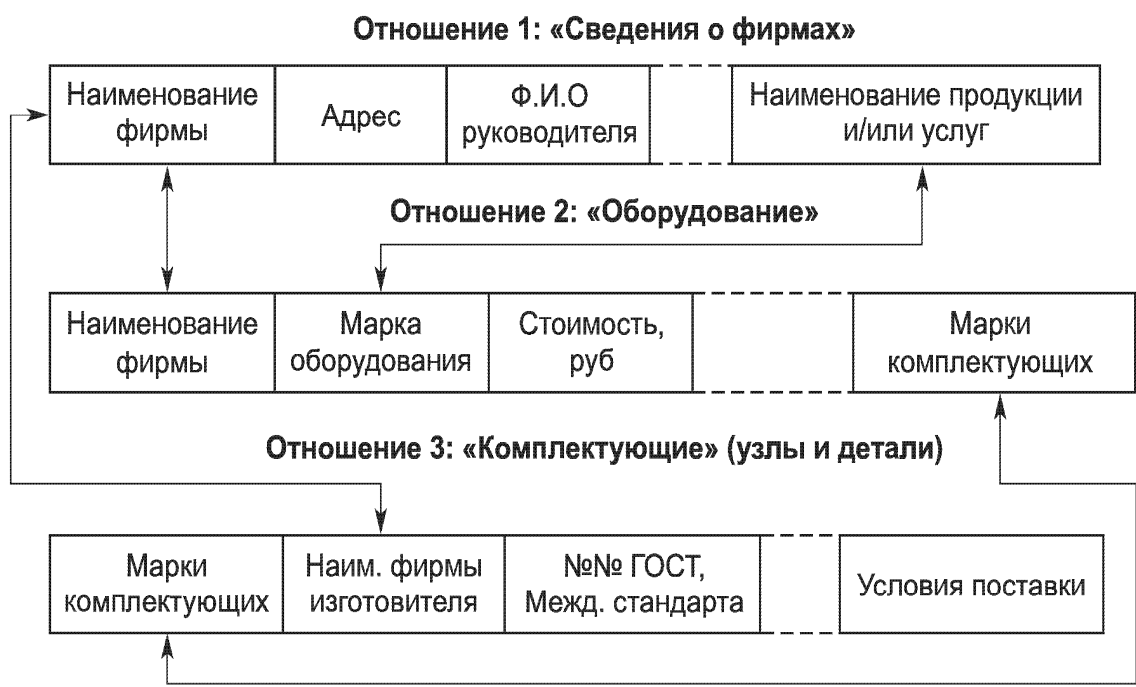 Отношение 1: «Сведения о фирмах»
Наименование
фирмы
Адрес
Ф.И.О
руководителя
Наименование продукции
и/или услуг
Отношение 2: «Оборудование»
Наименование
фирмы
Марка
оборудования
Стоимость,
руб
Марки
комплектующих
Отношение 3: «Комплектующие» (узлы и детали)
Марки
комплектующих
Наим. фирмы
изготовителя
№№ ГОСТ,
Межд. стандарта
Условия поставки